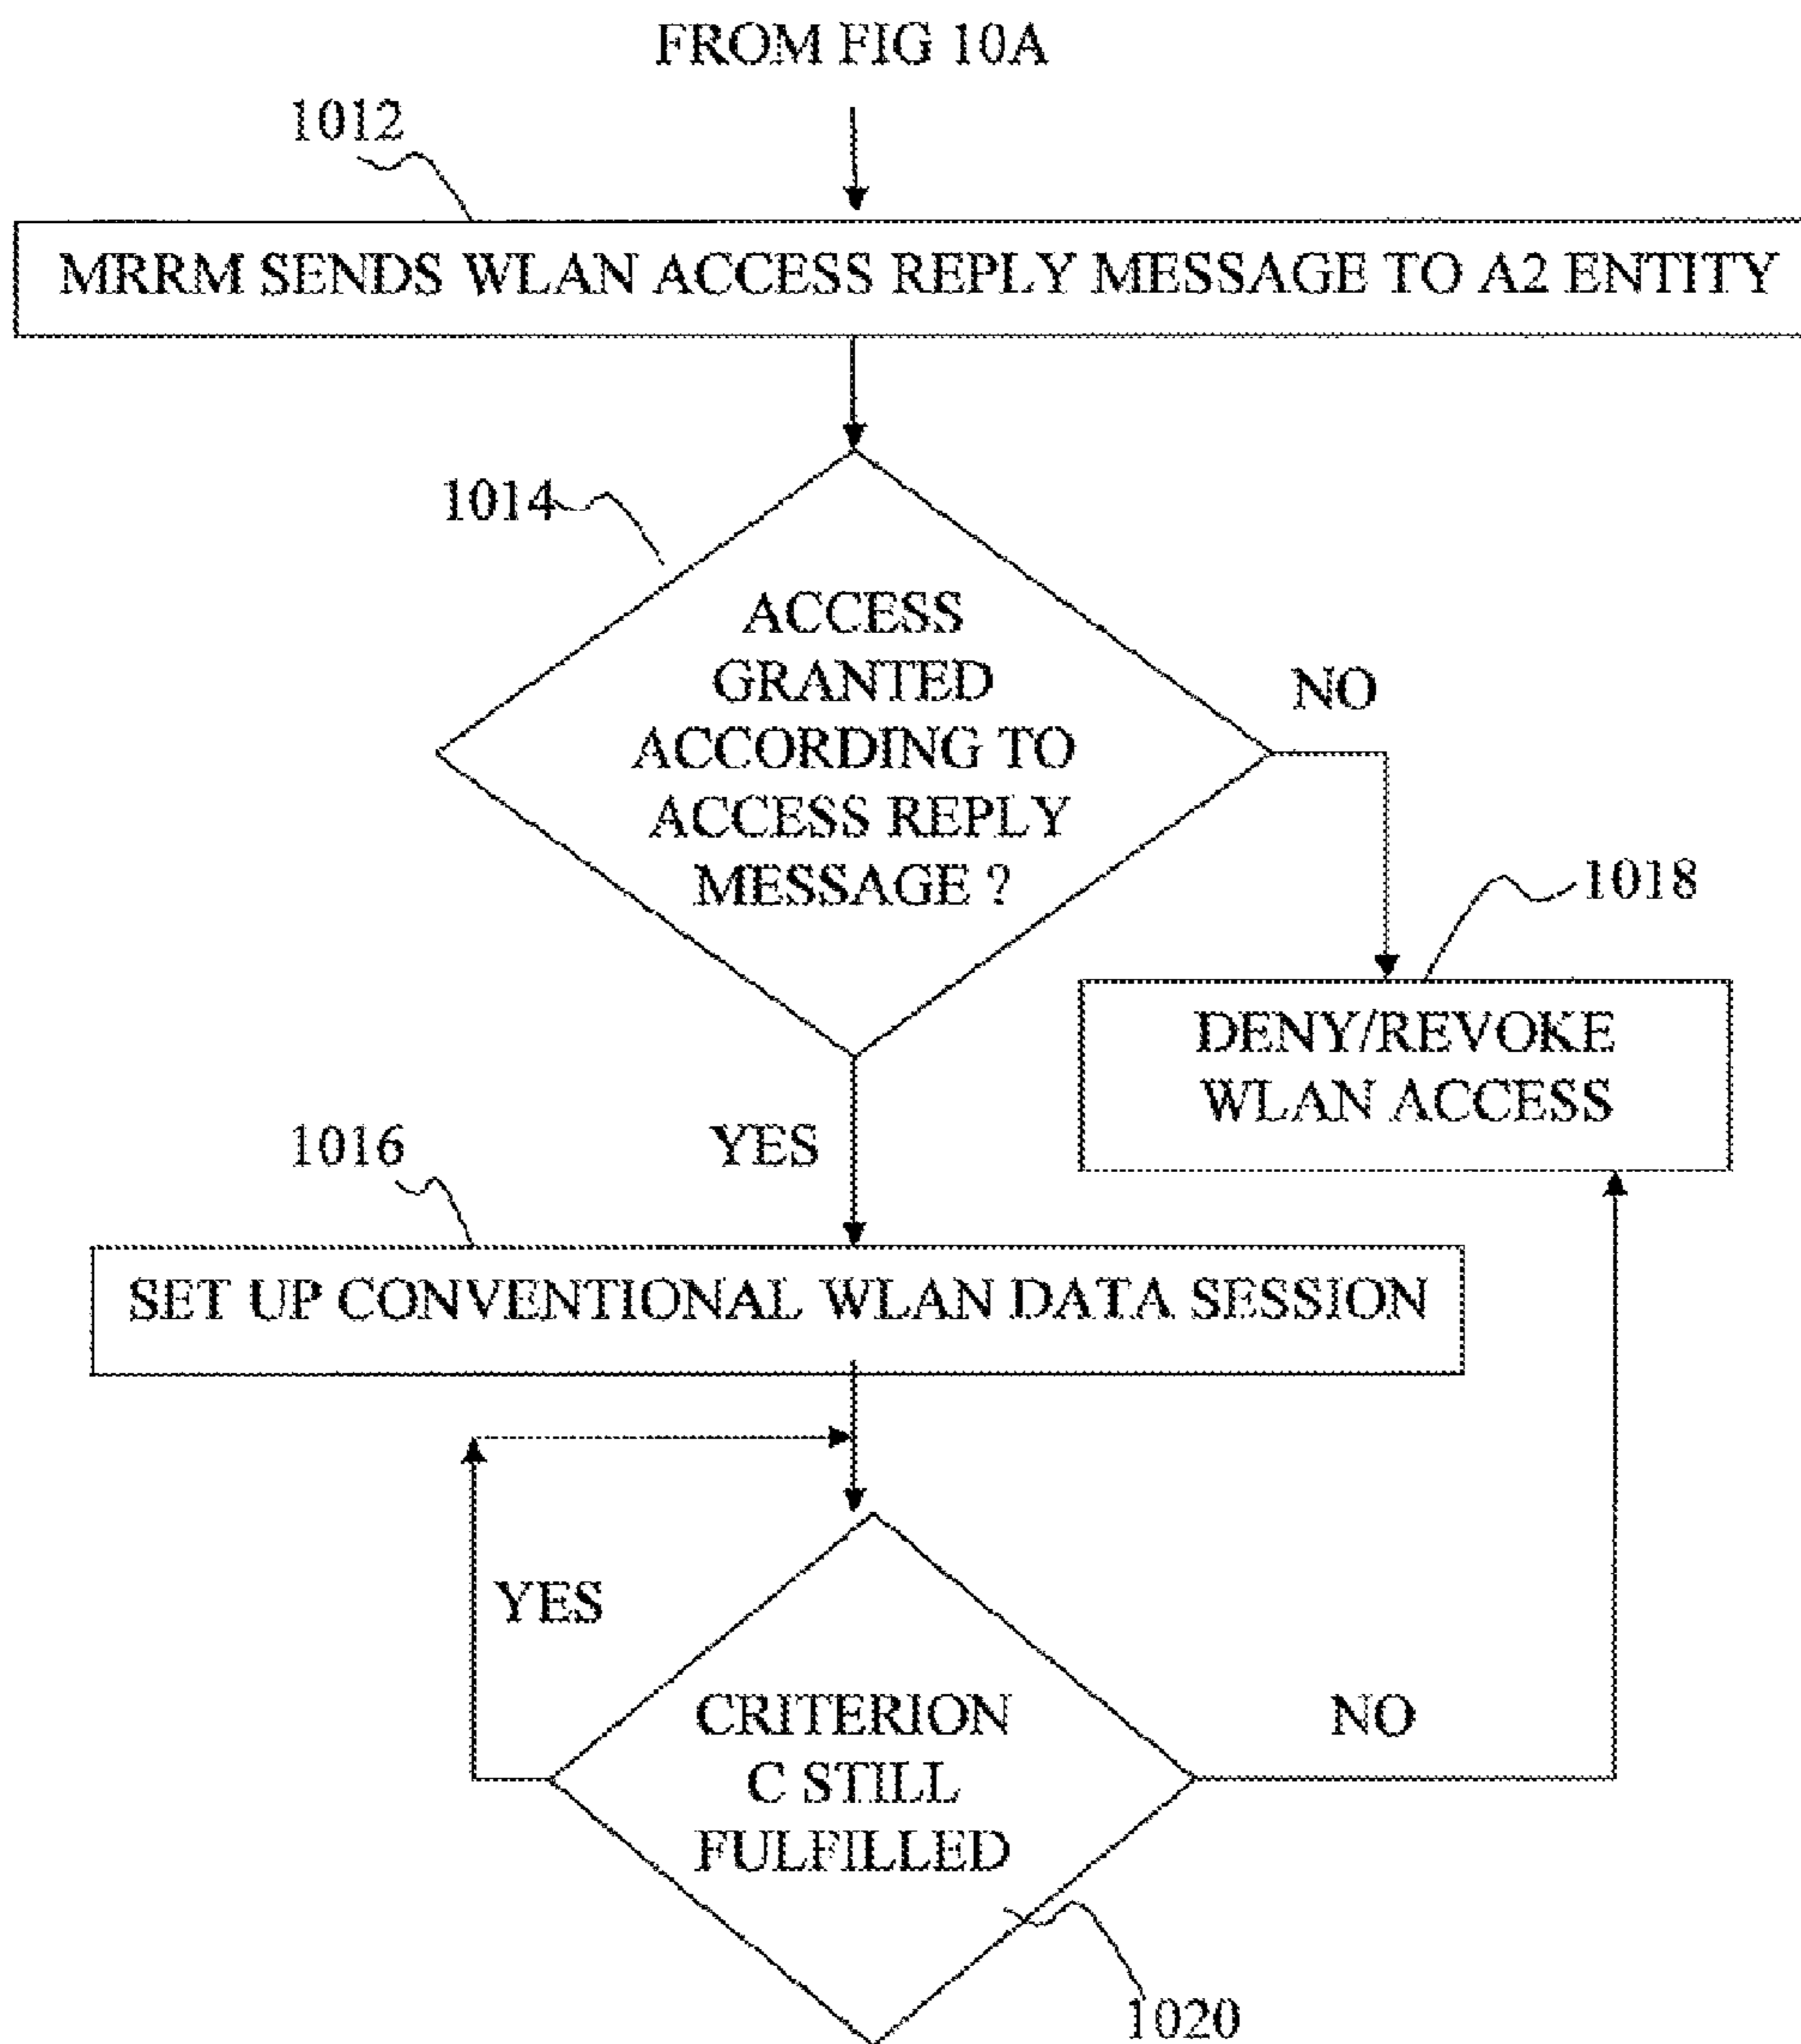 FROM FIG 10A
1012
MRRM SENDS WLAN ACCESS REPLY MESSAGE TO A2 ENTITY
1014
ACCESS
GRANTED
ACCORDING TO
ACCESS REPLY
MESSAGE ?
NO
1018
DENY/REVOKE
WLAN ACCESS
YES
1016
SET UP CONVENTIONAL WLAN DATA SESSION
YES
CRITERION
C STILL
FULFILLED
NO
1020